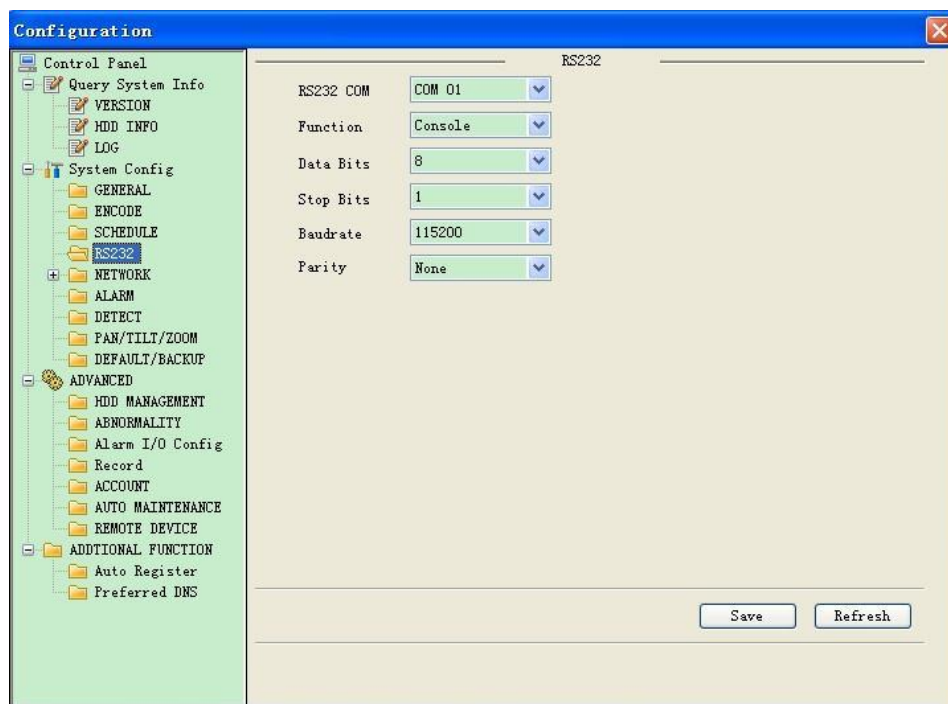 Configuration
Control Panel
Query System Info
VERSION
HDD INFO
LOG
System Config
GENERAL
ENCODE
SCHEDULE
RS232
NETWORK
ALARM
DETECT
PAN/TILT/ZOOM
DEFAULT/BACKUP
ADVANCED
HDD MANAGEMENT
ABNORMALITY
Alarm I/O Config
Record
ACCOUNT
AUTO MAINTENANCE
REMOTE DEVICE
ADDTIONAL FUNCTION
Auto Register
Preferred DNS
RS232
RS232 COM COM 01
Function Console
Data Bits 8
Stop Bits 1
Baudrate 115200
Parity None
Save Refresh